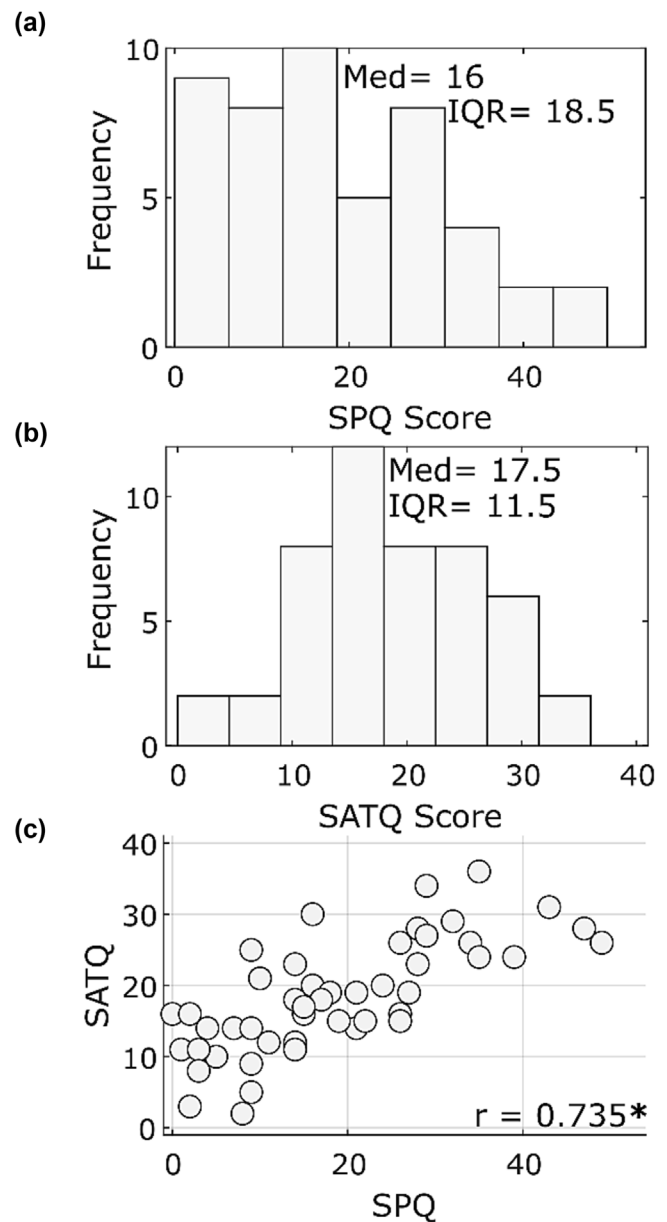 (a)
10
5
0
Frequency
Med= 16
IQR= 18.5
0 20 40
SPQ Score
(b)
10
5
0
Frequency
Med= 17.5
IQR= 11.5
0 10 20 30 40
SATQ Score
(c)
40
30
20
10
0
SATQ
r = 0.735*
0 20 40
SPQ